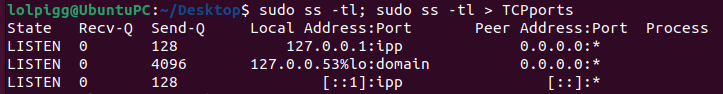 lolpigg@UbuntuPC:~/Desktop$ sudo ss -tl; sudo ss -tl > TCPports
State Recv-Q Send-Q Local Address:Port Peer Address:Port Process
LISTEN 0 128 127.0.0.1:ipp 0.0.0.0:*
LISTEN 0 4096 127.0.0.53%lo:domain 0.0.0.0:*
LISTEN 0 128 [::1]:ipp [::]:*